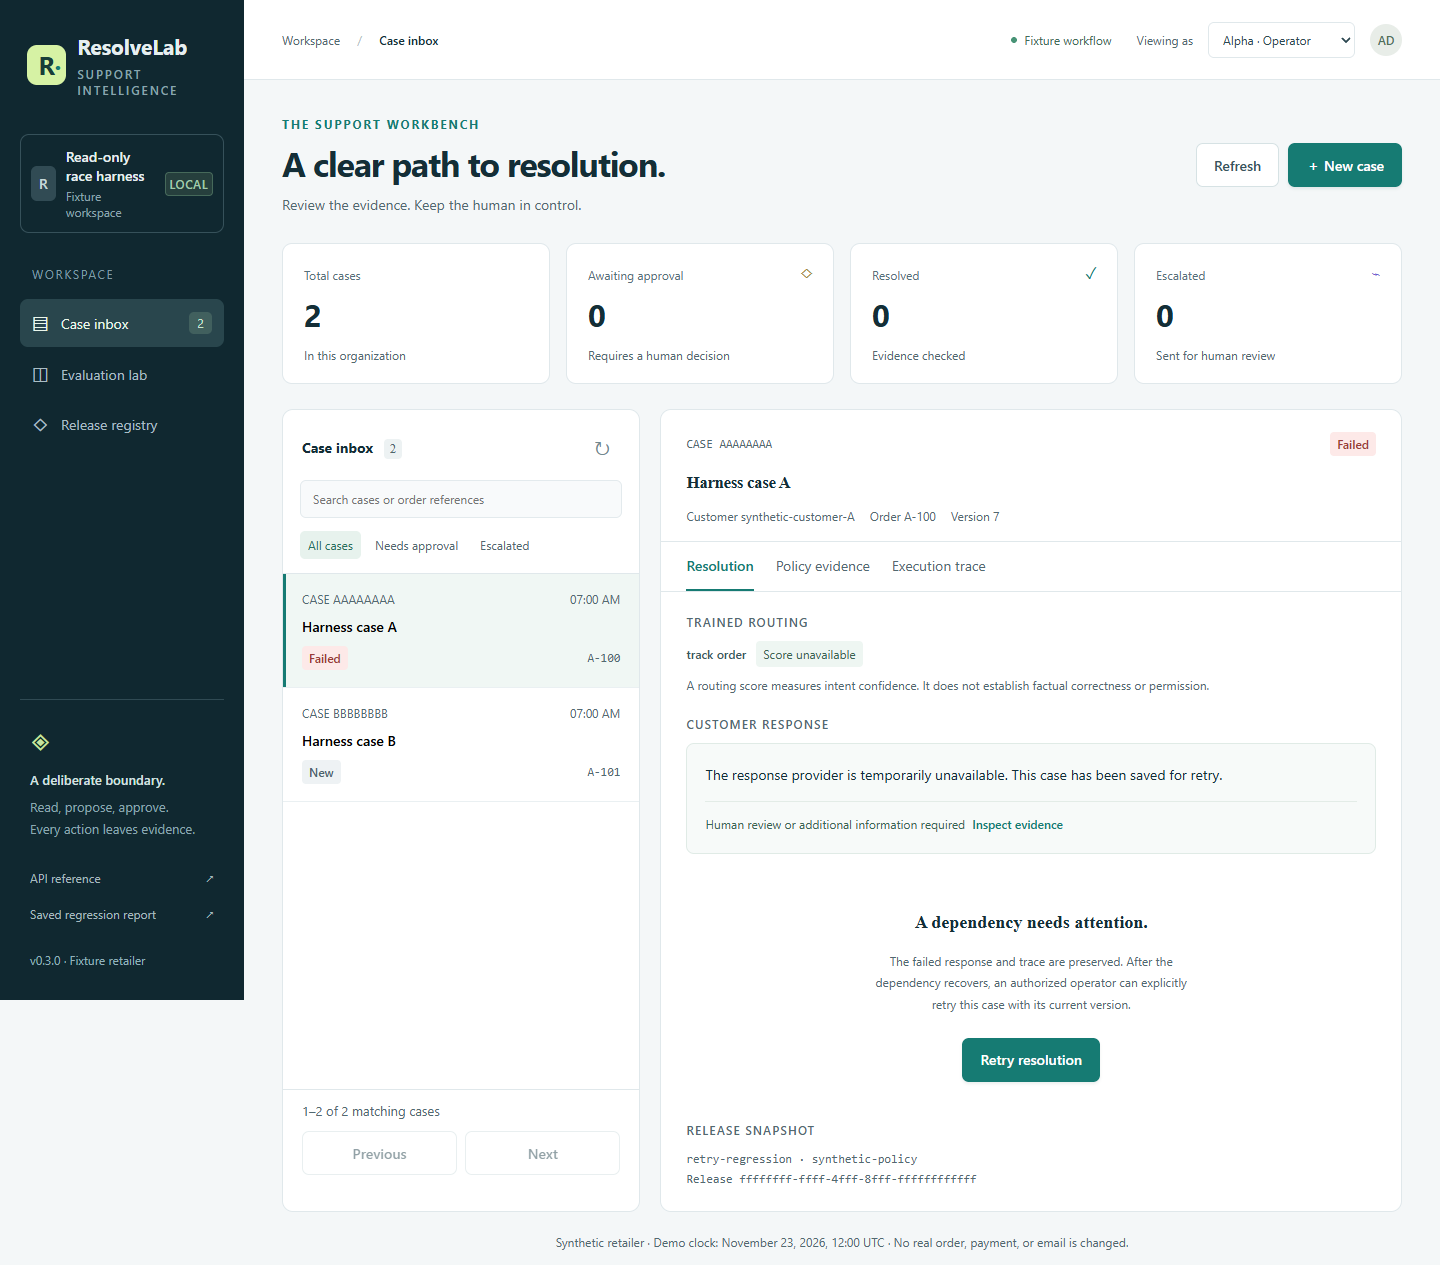 R.
ResolveLab
SUPPORT
INTELLIGENCE
R
Read-only
race harness
Fixture
workspace
LOCAL
WORKSPACE
Case inbox 2
Evaluation lab
Release registry
A deliberate boundary.
Read, propose, approve.
Every action leaves evidence.
API reference ↗
Saved regression report ↗
v0.3.0 · Fixture retailer
Workspace / Case inbox
Fixture workflow
Viewing as
Alpha · Operator
AD
THE SUPPORT WORKBENCH
A clear path to resolution.
Review the evidence. Keep the human in control.
Refresh
+ New case
Total cases
2
In this organization
Awaiting approval
0
Requires a human decision
Resolved
0
Evidence checked
Escalated
0
Sent for human review
Case inbox 2
Search cases or order references
All cases Needs approval Escalated
CASE AAAAAAAA 07:00 AM
Harness case A
Failed A-100
CASE BBBBBBBB 07:00 AM
Harness case B
New A-101
1–2 of 2 matching cases
Previous Next
CASE AAAAAAAA Failed
Harness case A
Customer synthetic-customer-A Order A-100 Version 7
Resolution Policy evidence Execution trace
TRAINED ROUTING
track order Score unavailable
A routing score measures intent confidence. It does not establish factual correctness or permission.
CUSTOMER RESPONSE
The response provider is temporarily unavailable. This case has been saved for retry.
Human review or additional information required Inspect evidence
A dependency needs attention.
The failed response and trace are preserved. After the
dependency recovers, an authorized operator can explicitly
retry this case with its current version.
Retry resolution
RELEASE SNAPSHOT
retry-regression · synthetic-policy
Release ffffffff-ffff-4fff-8fff-ffffffffffff
Synthetic retailer · Demo clock: November 23, 2026, 12:00 UTC · No real order, payment, or email is changed.